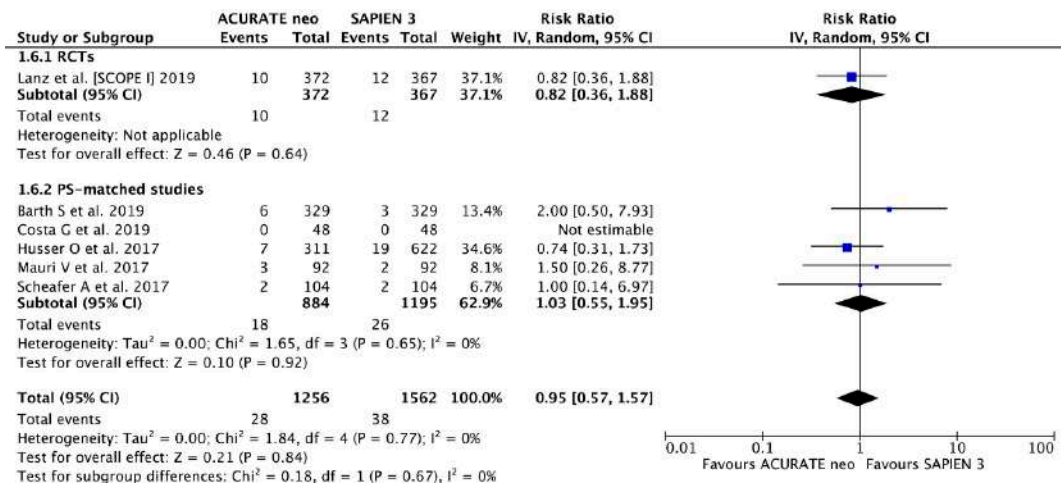 ACURATE neo SAPIEN 3 Risk Ratio Risk Ratio
Study or Subgroup Events Total Events Total Weight IV, Random, 95% CI IV, Random, 95% CI
1.6.1 RCTs
Lanz et al. [SCOPE I] 2019 10 372 12 367 37.1% 0.82 [0.36, 1.88]
Subtotal (95% CI) 372 367 37.1% 0.82 [0.36, 1.88]
Total events 10 12
Heterogeneity: Not applicable
Test for overall effect: Z = 0.46 (P = 0.64)
1.6.2 PS-matched studies
Barth S et al. 2019 6 329 3 329 13.4% 2.00 [0.50, 7.93]
Costa G et al. 2019 0 48 0 48 Not estimable
Husser O et al. 2017 7 311 19 622 34.6% 0.74 [0.31, 1.73]
Mauri V et al. 2017 3 92 2 92 8.1% 1.50 [0.26, 8.77]
Scheafer A et al. 2017 2 104 2 104 6.7% 1.00 [0.14, 6.97]
Subtotal (95% CI) 884 1195 62.9% 1.03 [0.55, 1.95]
Total events 18 26
Heterogeneity: Tau² = 0.00; Chi² = 1.65, df = 3 (P = 0.65); I² = 0%
Test for overall effect: Z = 0.10 (P = 0.92)
Total (95% CI) 1256 1562 100.0% 0.95 [0.57, 1.57]
Total events 28 38
Heterogeneity: Tau² = 0.00; Chi² = 1.84, df = 4 (P = 0.77); I² = 0%
Test for overall effect: Z = 0.21 (P = 0.84)
Test for subgroup differences: Chi² = 0.18, df = 1 (P = 0.67), I² = 0%
0.01 0.1 1 10 100
Favours ACURATE neo Favours SAPIEN 3